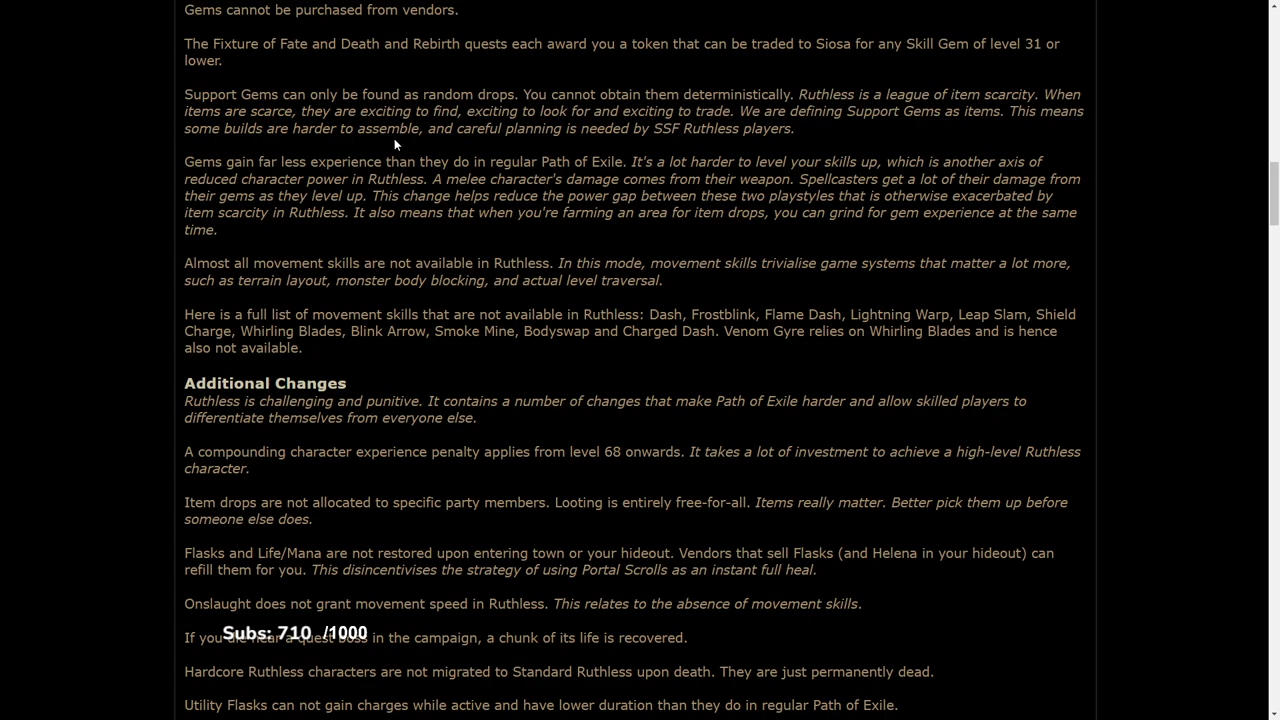 Gems cannot be purchased from vendors.
The Fixture of Fate and Death and Rebirth quests each award you a token that can be traded to Siosa for any Skill Gem of level 31 or
lower.
Support Gems can only be found as random drops. You cannot obtain them deterministically. Ruthless is a league of item scarcity. When
items are scarce, they are exciting to find, exciting to look for and exciting to trade. We are defining Support Gems as items. This means
some builds are harder to assemble, and careful planning is needed by SSF Ruthless players.
Gems gain far less experience than they do in regular Path of Exile. It's a lot harder to level your skills up, which is another axis of
reduced character power in Ruthless. A melee character's damage comes from their weapon. Spellcasters get a lot of their damage from
their gems as they level up. This change helps reduce the power gap between these two playstyles that is otherwise exacerbated by
item scarcity in Ruthless. It also means that when you're farming an area for item drops, you can grind for gem experience at the same
time.
Almost all movement skills are not available in Ruthless. In this mode, movement skills trivialise game systems that matter a lot more,
such as terrain layout, monster body blocking, and actual level traversal.
Here is a full list of movement skills that are not available in Ruthless: Dash, Frostblink, Flame Dash, Lightning Warp, Leap Slam, Shield
Charge, Whirling Blades, Blink Arrow, Smoke Mine, Bodyswap and Charged Dash. Venom Gyre relies on Whirling Blades and is hence
also not available.
Additional Changes
Ruthless is challenging and punitive. It contains a number of changes that make Path of Exile harder and allow skilled players to
differentiate themselves from everyone else.
A compounding character experience penalty applies from level 68 onwards. It takes a lot of investment to achieve a high-level Ruthless
character.
Item drops are not allocated to specific party members. Looting is entirely free-for-all. Items really matter. Better pick them up before
someone else does.
Flasks and Life/Mana are not restored upon entering town or your hideout. Vendors that sell Flasks (and Helena in your hideout) can
refill them for you. This disincentivises the strategy of using Portal Scrolls as an instant full heal.
Onslaught does not grant movement speed in Ruthless. This relates to the absence of movement skills.
Subs: 710 /1000
If you die near a quest boss in the campaign, a chunk of its life is recovered.
Hardcore Ruthless characters are not migrated to Standard Ruthless upon death. They are just permanently dead.
Utility Flasks can not gain charges while active and have lower duration than they do in regular Path of Exile.